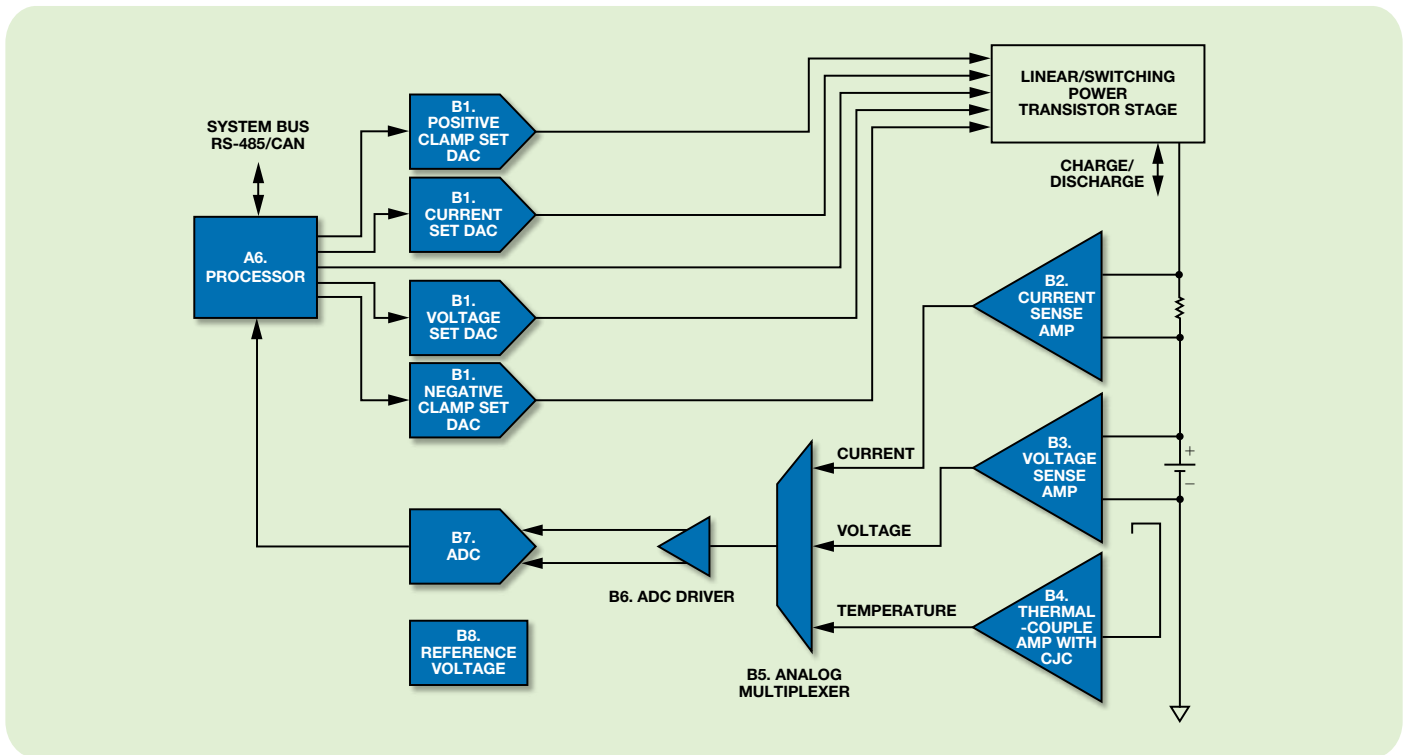 SYSTEM BUS
RS-485/CAN
A6.
PROCESSOR
B1.
POSITIVE
CLAMP SET
DAC
B1.
CURRENT
SET DAC
B1.
VOLTAGE
SET DAC
B1.
NEGATIVE
CLAMP SET
DAC
LINEAR/SWITCHING
POWER
TRANSISTOR STAGE
CHARGE/
DISCHARGE
B2.
CURRENT
SENSE
AMP
B3.
VOLTAGE
SENSE
AMP
+
–
B4.
THERMAL
-COUPLE
AMP WITH
CJC
CURRENT
VOLTAGE
TEMPERATURE
B5. ANALOG
MULTIPLEXER
B6. ADC DRIVER
B7.
ADC
B8.
REFERENCE
VOLTAGE